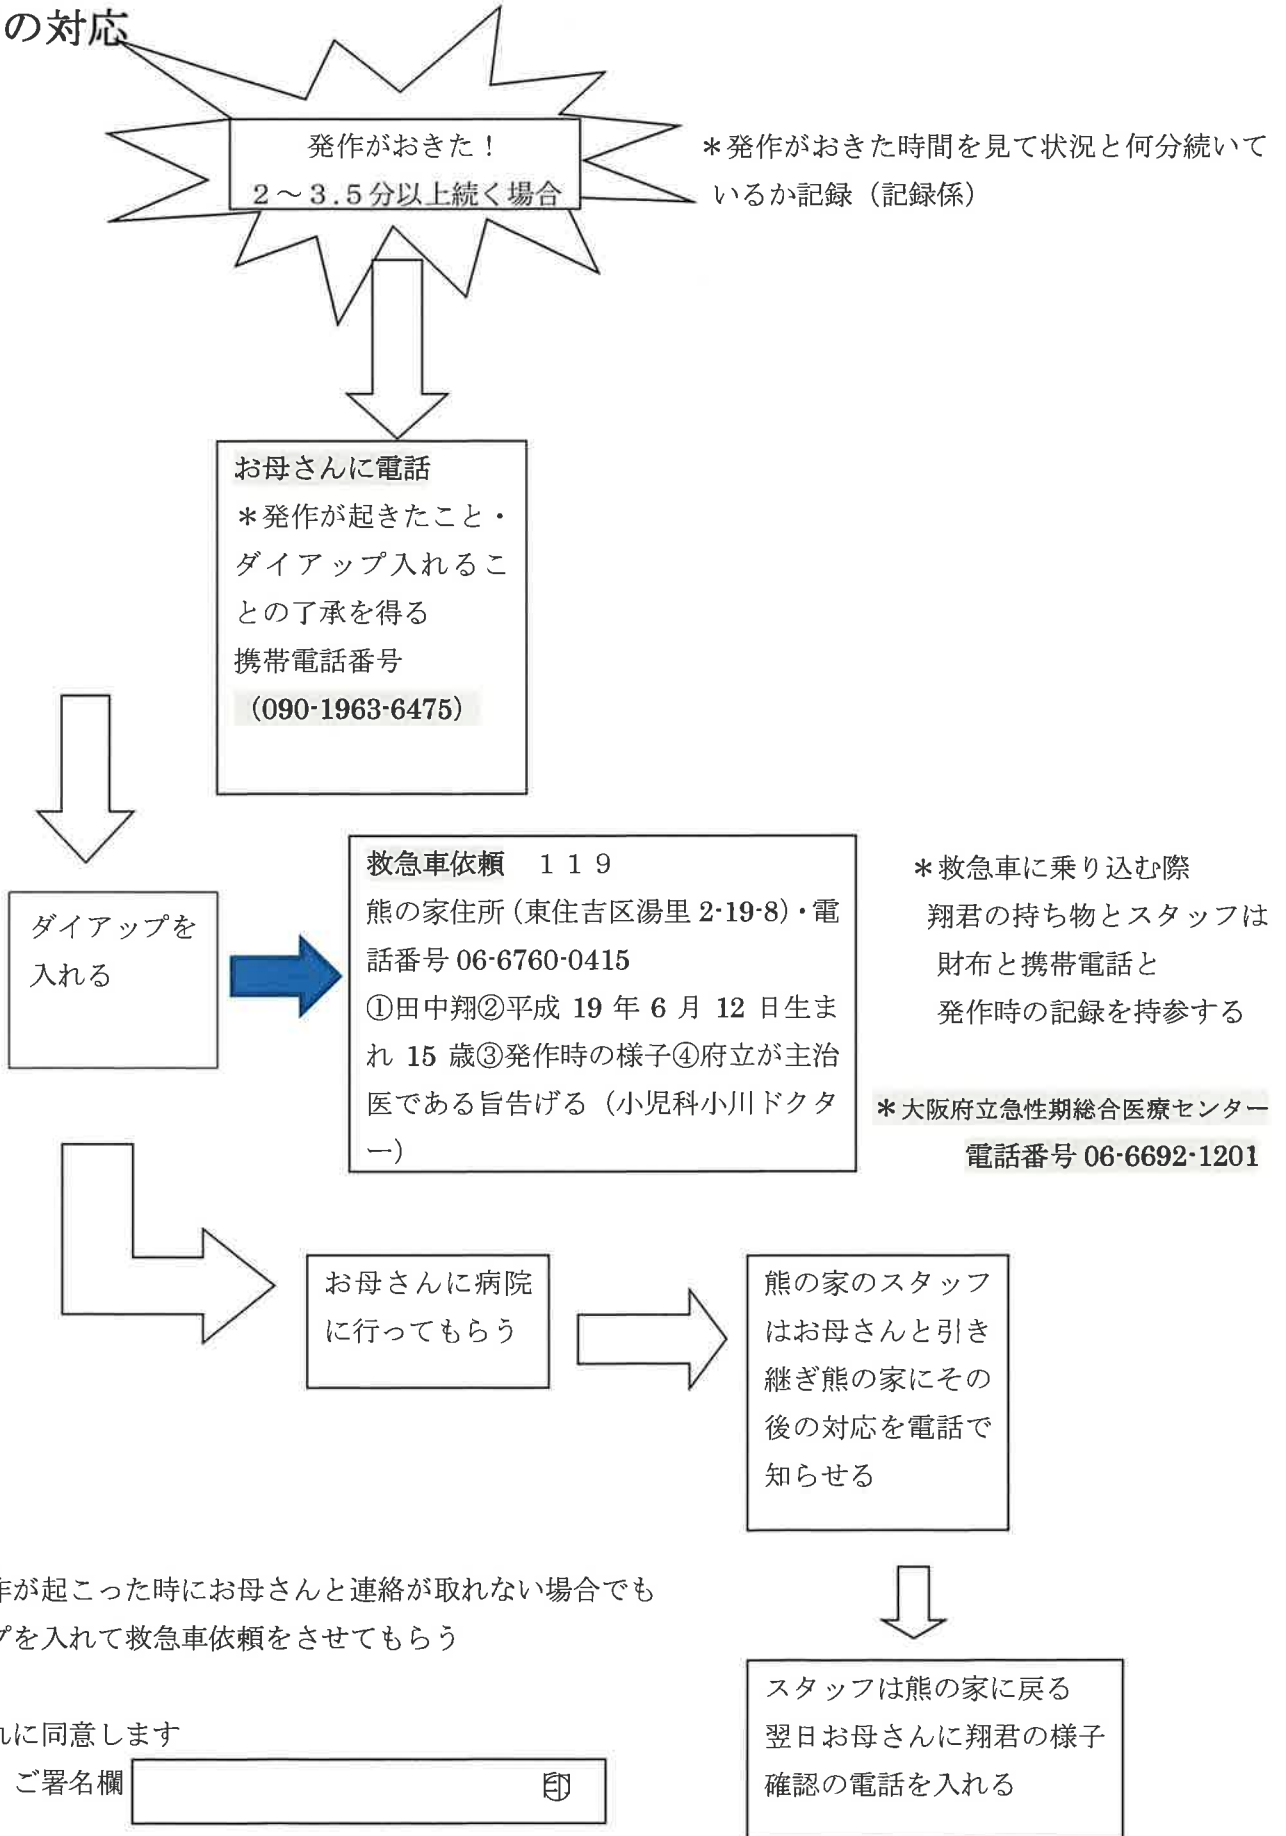 の対応
発作がおきた！
２～３.５分以上続く場合
＊発作がおきた時間を見て状況と何分続いて
いるか記録（記録係）
お母さんに電話
＊発作が起きたこと・
ダイアップ入れるこ
との了承を得る
携帯電話番号
（090-1963-6475）
ダイアップを
入れる
救急車依頼　１１９
熊の家住所（東住吉区湯里 2-19-8）・電
話番号 06-6760-0415
①田中翔②平成 19 年 6 月 12 日生ま
れ 15 歳③発作時の様子④府立が主治
医である旨告げる（小児科小川ドクタ
ー）
＊救急車に乗り込む際
翔君の持ち物とスタッフは
財布と携帯電話と
発作時の記録を持参する
＊大阪府立急性期総合医療センター
電話番号 06-6692-1201
お母さんに病院
に行ってもらう
熊の家のスタッフ
はお母さんと引き
継ぎ熊の家にその
後の対応を電話で
知らせる
作が起こった時にお母さんと連絡が取れない場合でも
プを入れて救急車依頼をさせてもらう
れに同意します
ご署名欄
㊞
スタッフは熊の家に戻る
翌日お母さんに翔君の様子
確認の電話を入れる